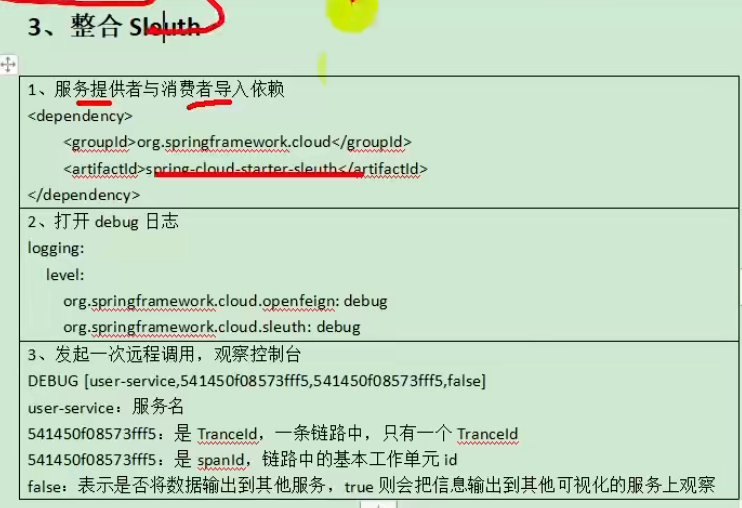 3、整合 Sleuth
1、服务提供者与消费者导入依赖
<dependency>
<groupId>org.springframework.cloud</groupId>
<artifactId>spring-cloud-starter-sleuth</artifactId>
</dependency>
2、打开 debug 日志
logging:
level:
org.springframework.cloud.openfeign: debug
org.springframework.cloud.sleuth: debug
3、发起一次远程调用，观察控制台
DEBUG [user-service,541450f08573fff5,541450f08573fff5,false]
user-service：服务名
541450f08573fff5：是 TranceId，一条链路中，只有一个 TranceId
541450f08573fff5：是 spanId，链路中的基本工作单元 id
false：表示是否将数据输出到其他服务，true 则会把信息输出到其他可视化的服务上观察